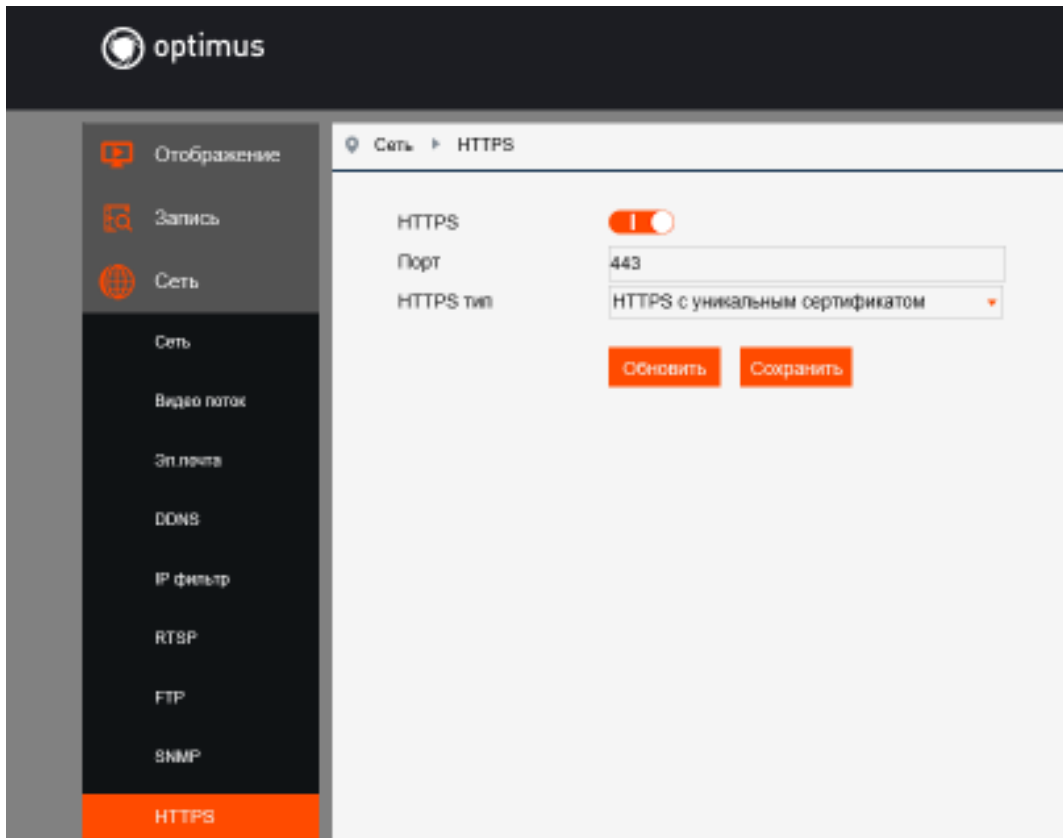 optimus
Отображение
Запись
Сеть
Сеть
Видео поток
Эл.почта
DDNS
IP фильтр
RTSP
FTP
SNMP
HTTPS
Сеть HTTPS
HTTPS
Порт 443
HTTPS тип HTTPS с уникальным сертификатом
Обновить Сохранить